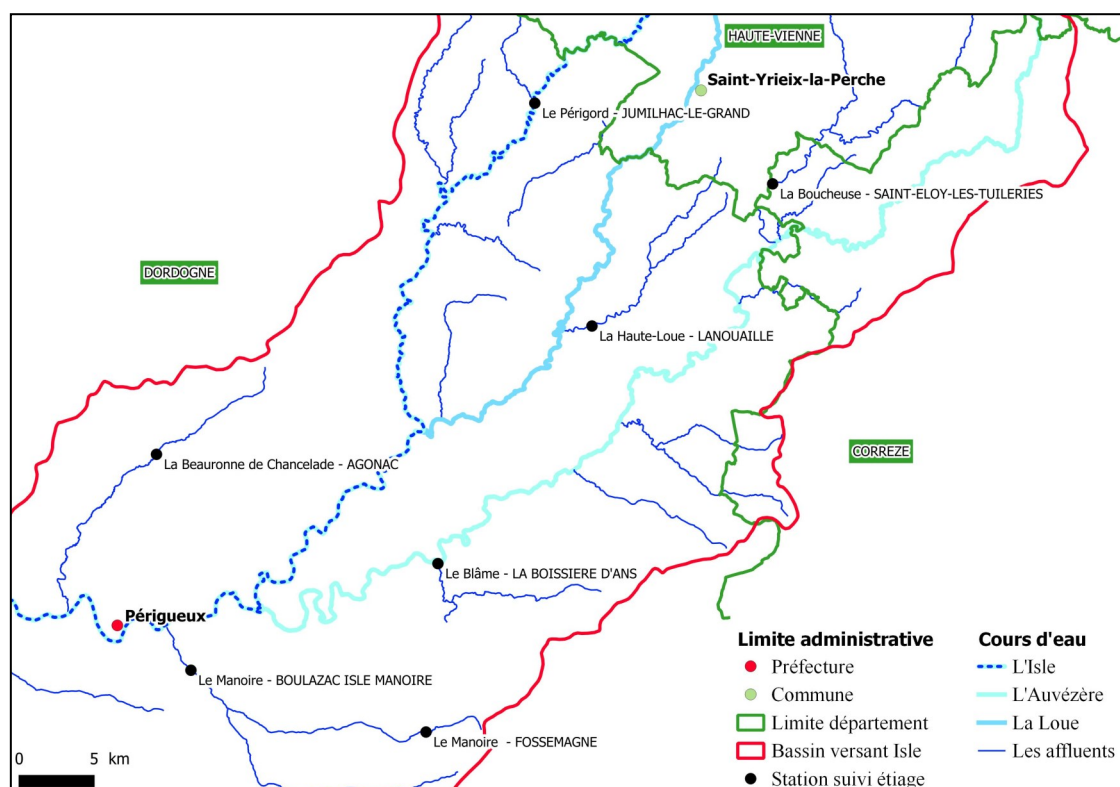 HAUTE-VIENNE
Saint-Yrieix-la-Perche
Le Périgord - JUMILHAC-LE-GRAND
La Boucheuse - SAINT-ELOY-LES-TUILERIES
DORDOGNE
La Haute-Loue - LANOUAILLE
CORREZE
La Beauronne de Chancelade - AGONAC
Le Blâme - LA BOISSIERE D'ANS
Périgueux
Le Manoire - BOULAZAC ISLE MANOIRE
Le Manoire - FOSSEMAGNE
0 5 km
Limite administrative
Préfecture
Commune
Limite département
Bassin versant Isle
Station suivi étiage
Cours d'eau
L'Isle
L'Auvézère
La Loue
Les affluents